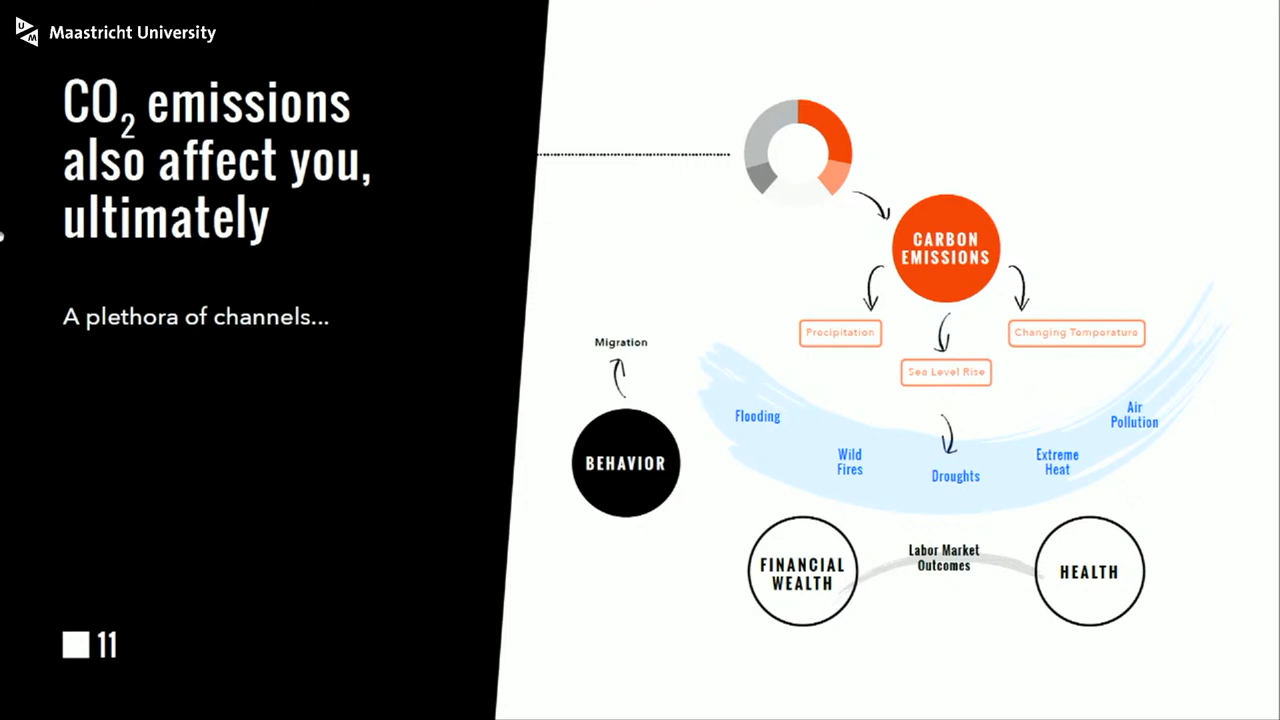 Maastricht University
CO2 emissions
also affect you,
ultimately
A plethora of channels...
11
CARBON
EMISSIONS
Precipitation
Changing Temperature
Sea Level Rise
Migration
BEHAVIOR
Flooding
Wild
Fires
Droughts
Extreme
Heat
Air
Pollution
FINANCIAL
WEALTH
Labor Market
Outcomes
HEALTH